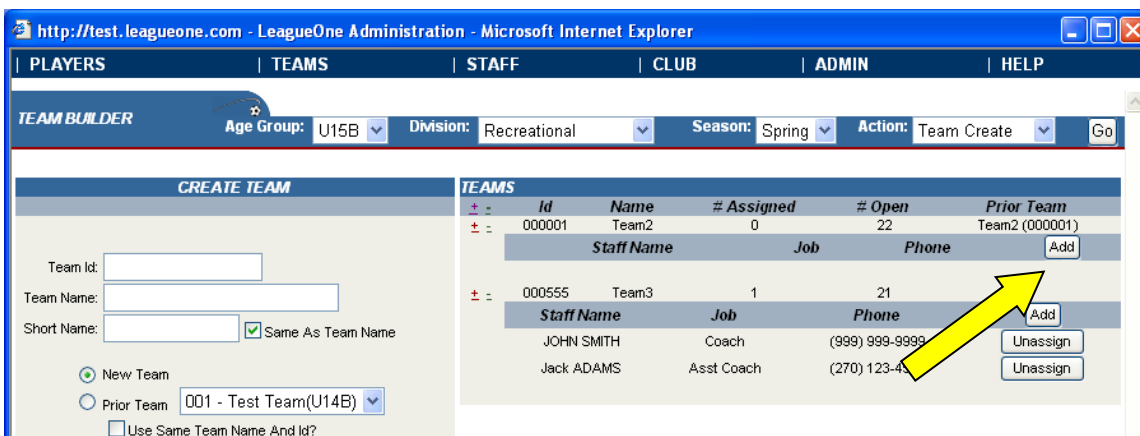 http://test.leagueone.com - LeagueOne Administration - Microsoft Internet Explorer
| PLAYERS | TEAMS | STAFF | CLUB | ADMIN | HELP
TEAM BUILDER Age Group: U15B Division: Recreational Season: Spring Action: Team Create Go
CREATE TEAM
TEAMS
+ - Id Name # Assigned # Open Prior Team
+ - 000001 Team2 0 22 Team2 (000001)
Staff Name Job Phone Add
Team Id:
Team Name:
+ - 000555 Team3 1 21
Short Name: Same As Team Name
Staff Name Job Phone Add
JOHN SMITH Coach (999) 999-9999 Unassign
New Team
Jack ADAMS Asst Coach (270) 123-4 Unassign
Prior Team 001 - Test Team(U14B)
Use Same Team Name And Id?